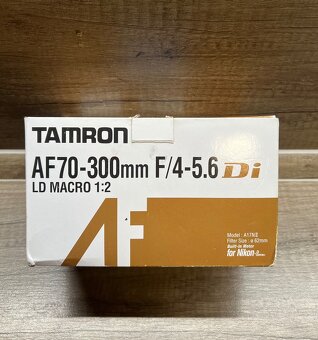 TAMRON
AF70-300mm F/4-5.6 Di
LD MACRO 1:2
AF
Model : A17NII
Filter Size : ø 62mm
Built-in Motor
for Nikon-D